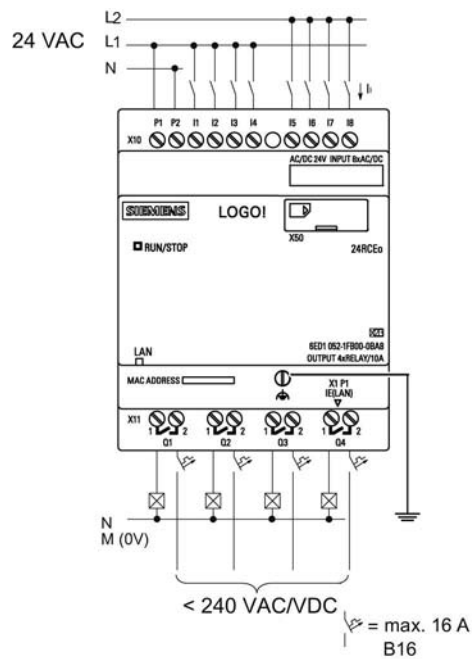 L2
24 VAC L1
N
I
P1 P2 I1 I2 I3 I4 I5 I6 I7 I8
X10
AC/DC 24V INPUT 8xAC/DC
SIEMENS LOGO!
X50
RUN/STOP 24RCEo
X23
LAN
6ED1 052-1FB00-0BA8
OUTPUT 4xRELAY/10A
MAC ADDRESS
X1 P1
IE(LAN)
X11 1 2 1 2 1 2 1 2
Q1 Q2 Q3 Q4
N
M (0V)
< 240 VAC/VDC
= max. 16 A
B16